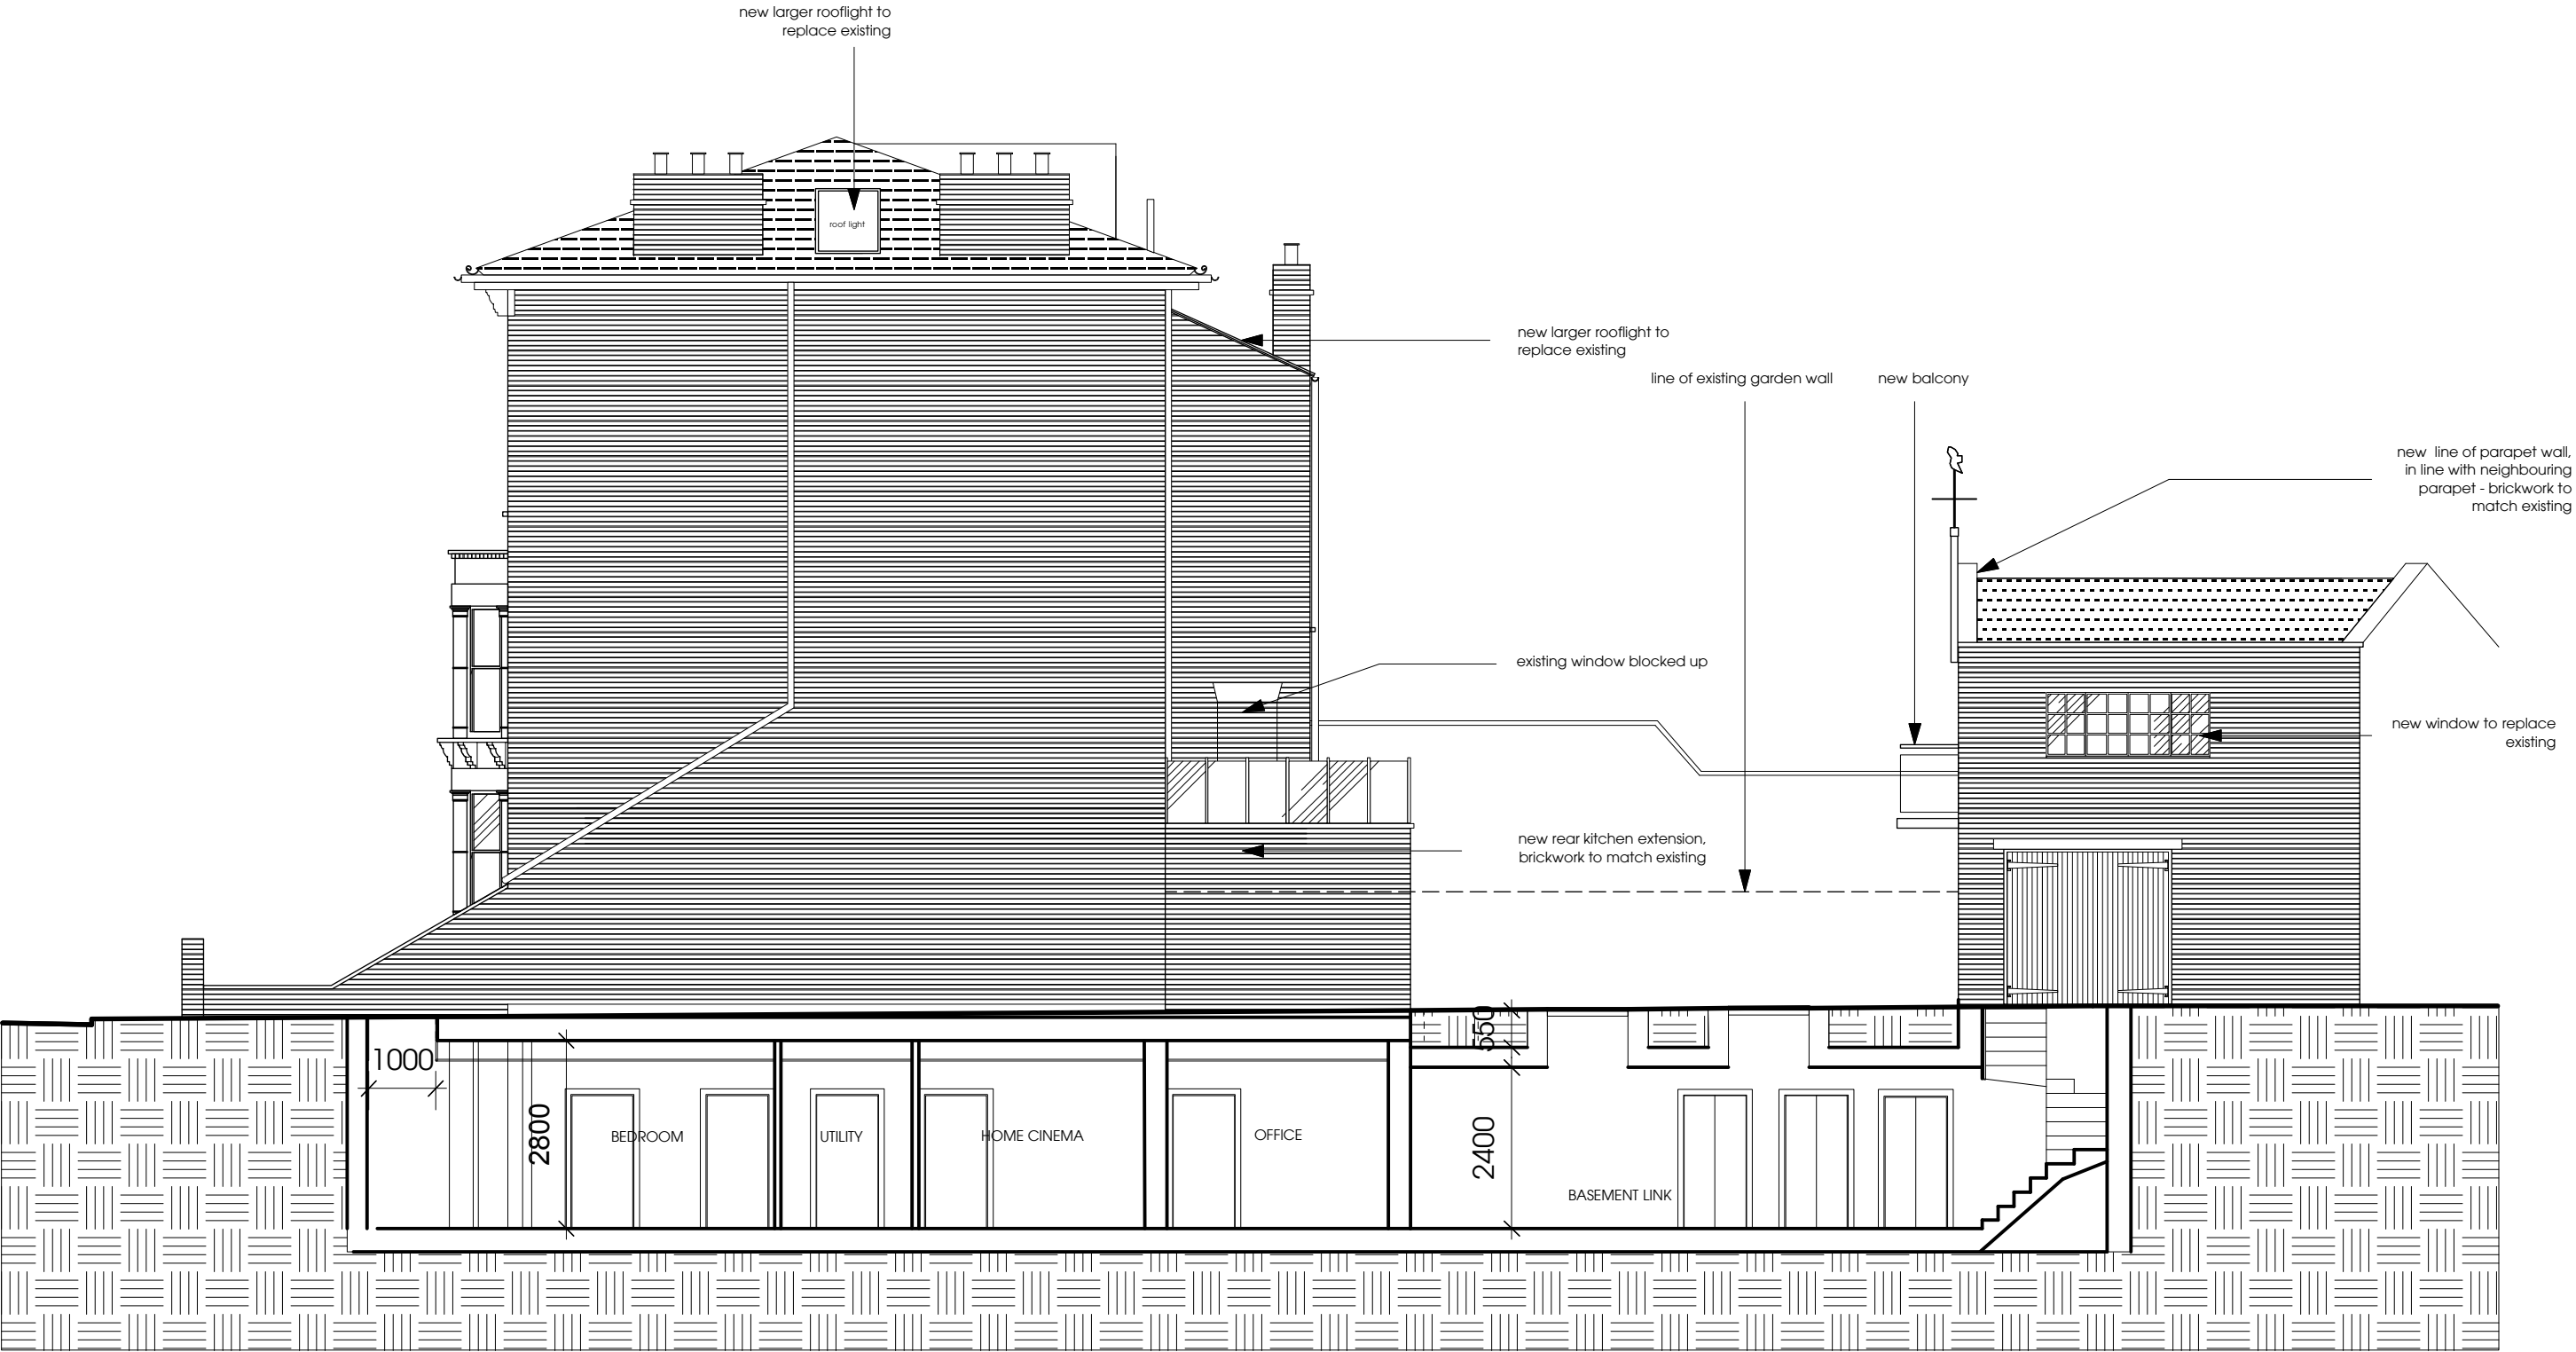 new larger rooflight to
replace existing
roof light
new larger rooflight to
replace existing
line of existing garden wall
new balcony
new line of parapet wall,
in line with neighbouring
parapet - brickwork to
match existing
existing window blocked up
new window to replace
existing
new rear kitchen extension,
brickwork to match existing
550
1000
2800
BEDROOM
UTILITY
HOME CINEMA
OFFICE
2400
BASEMENT LINK